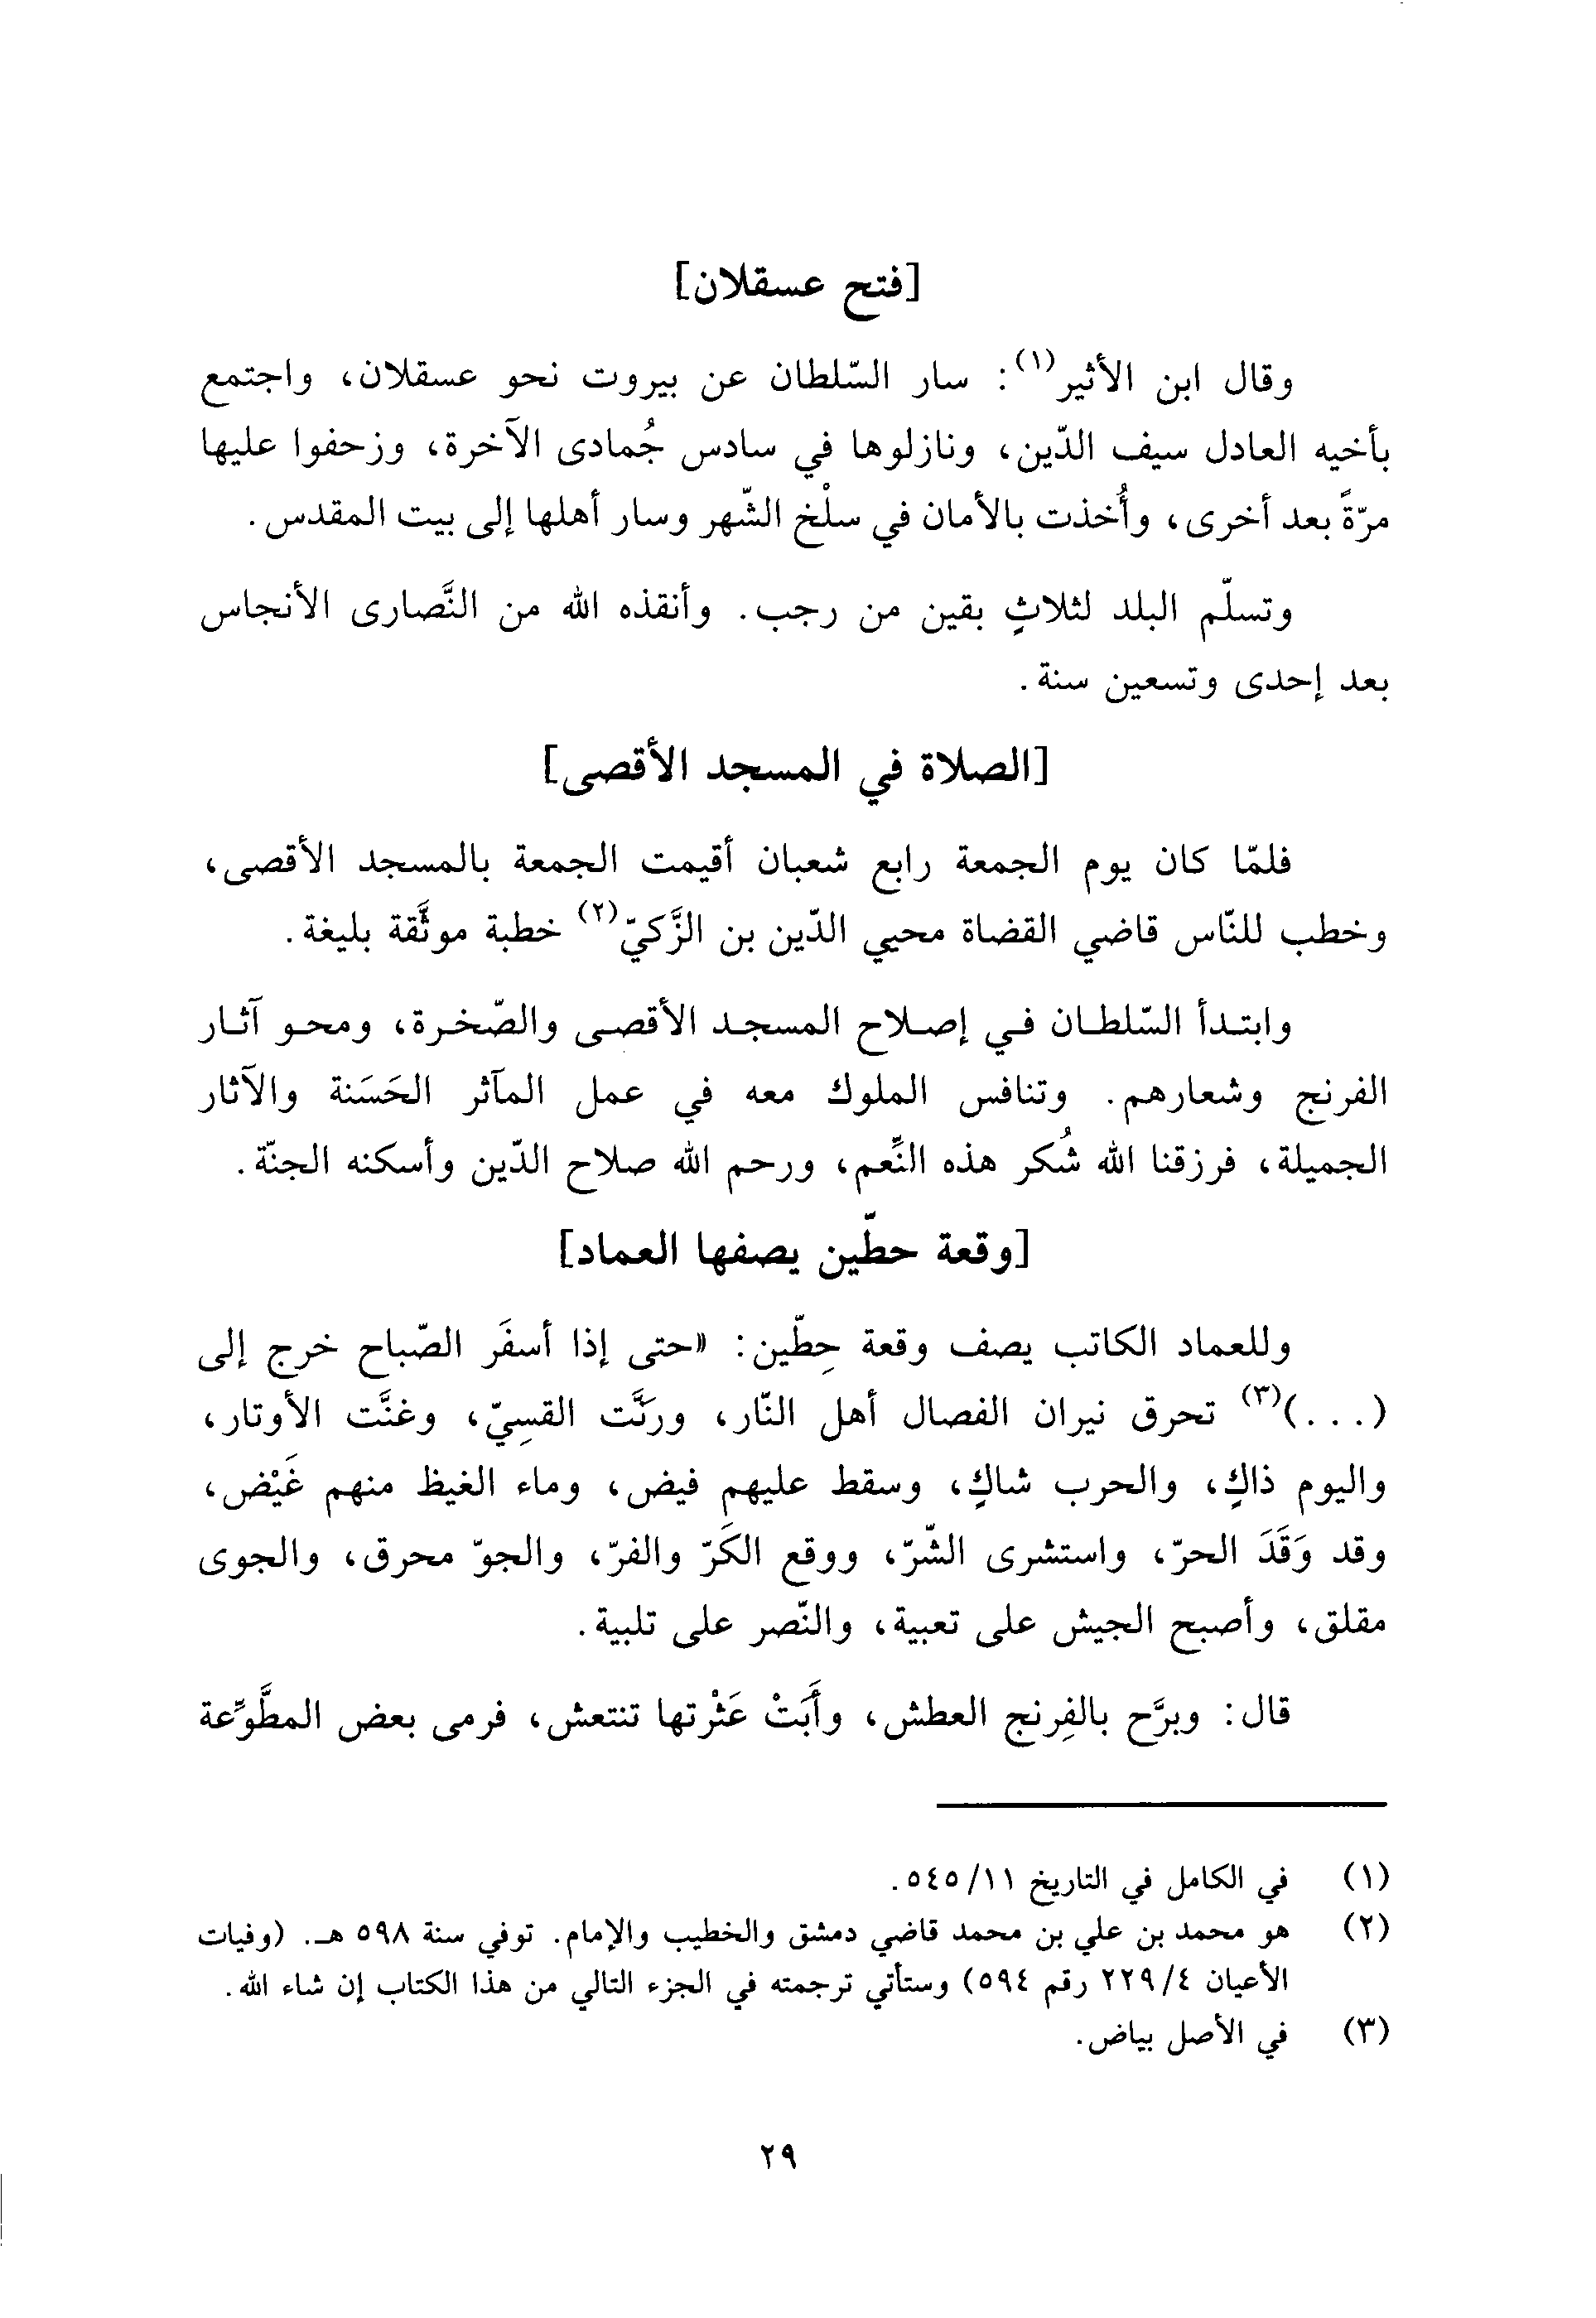 [فتح عسقلان]
وقال ابن الأثير(١): سار السّلطان عن بيروت نحو عسقلان، واجتمع
بأخيه العادل سيف الدّين، ونازلوها في سادس جُمادى الآخرة، وزحفوا عليها
مرّةً بعد أخرى، وأُخذت بالأمان في سلْخ الشّهر وسار أهلها إلى بيت المقدس.
وتسلّم البلد لثلاثٍ بقين من رجب. وأنقذه الله من النَّصارى الأنجاس
بعد إحدى وتسعين سنة.
[الصلاة في المسجد الأقصى]
فلمّا كان يوم الجمعة رابع شعبان أقيمت الجمعة بالمسجد الأقصى،
وخطب للنّاس قاضي القضاة محيي الدّين بن الزَّكيّ(٢) خطبة موثَّقة بليغة.
وابتدأ السّلطان في إصلاح المسجد الأقصى والصّخرة، ومحو آثار
الفرنج وشعارهم. وتنافس الملوك معه في عمل المآثر الحَسَنة والآثار
الجميلة، فرزقنا الله شُكر هذه النِّعم، ورحم الله صلاح الدّين وأسكنه الجنّة.
[وقعة حطّين يصفها العماد]
وللعماد الكاتب يصف وقعة حِطّين: «حتى إذا أسفَر الصّباح خرج إلى
(...)(٣) تحرق نيران الفصال أهل النّار، ورنَّت القسِيّ، وغنَّت الأوتار،
واليوم ذاكٍ، والحرب شاكٍ، وسقط عليهم فيض، وماء الغيظ منهم غَيْض،
وقد وَقَدَ الحرّ، واستشرى الشّرّ، ووقع الكَرّ والفرّ، والجوّ محرق، والجوى
مقلق، وأصبح الجيش على تعبية، والنّصر على تلبية.
قال: وبرَّح بالفِرنج العطش، وأَبَتْ عَثْرتها تنتعش، فرمى بعض المطَّوِّعة
(١) في الكامل في التاريخ ١١/٥٤٥.
(٢) هو محمد بن علي بن محمد قاضي دمشق والخطيب والإمام. توفي سنة ٥٩٨ هـ. (وفيات
الأعيان ٤/٢٢٩ رقم ٥٩٤) وستأتي ترجمته في الجزء التالي من هذا الكتاب إن شاء الله.
(٣) في الأصل بياض.
٢٩